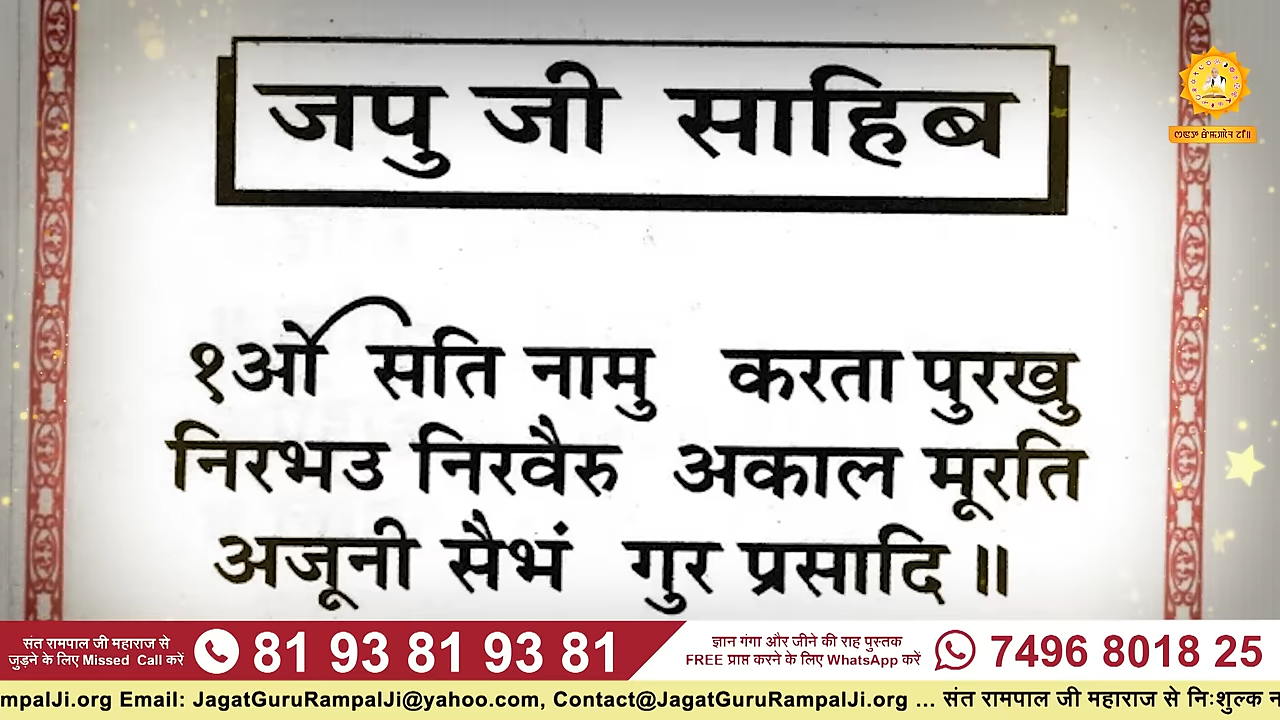 जपु जी साहिब
१ओ सति नामु करता पुरखु
निरभउ निरवैरु अकाल मूरति
अजूनी सैभं गुर प्रसादि ॥
संत रामपाल जी महाराज से
जुड़ने के लिए Missed Call करें
81 93 81 93 81
ज्ञान गंगा और जीने की राह पुस्तक
FREE प्राप्त करने के लिए WhatsApp करें
7496 8018 25
mpalJi.org Email: JagatGuruRampalJi@yahoo.com, Contact@JagatGuruRampalJi.org ... संत रामपाल जी महाराज से निःशुल्क